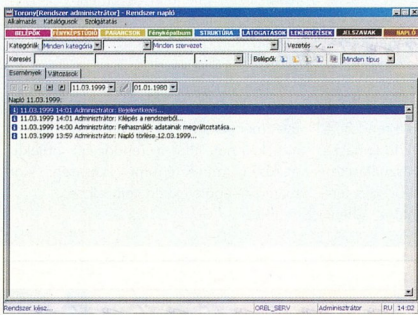 Torony[Rendszer adminisztrátor] - Rendszer napló
Alkalmatás Katalógusok Szolgátatás
BELÉPŐK FÉNYKÉPSTÚDIÓ PARANCSOK Fényképalbum STRUKTÚRA LÁTOGATÁSOK LEKÉRDEZÉSEK JELSZAVAK NAPLÓ
Kategóriák Minden kategória . . Minden szervezet Vezetés ...
Keresés . . Belépők Minden típus
Események Változások
11.03.1999 01.01.1980
Napló 11.03.1999:
11.03.1999 14:01 Adminisztrátor: Bejelentkezés...
11.03.1999 14:01 Adminisztrátor: Kilépés a rendszerből...
11.03.1999 14:00 Adminisztrátor: Felhasználói adatainak megváltoztatása...
11.03.1999 13:59 Adminisztrátor: Napló törlése 12.03.1999...
Rendszer kész... OREL_SERV Adminisztrátor RU 14:02